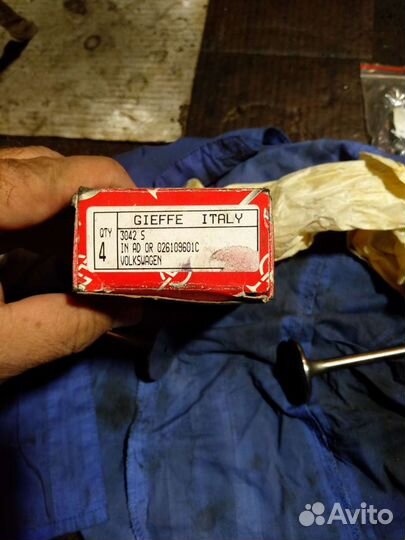 GIEFFE ITALY
QTY 3042 S
4 IN AD OR 026109601C
VOLKSWAGEN
Avito